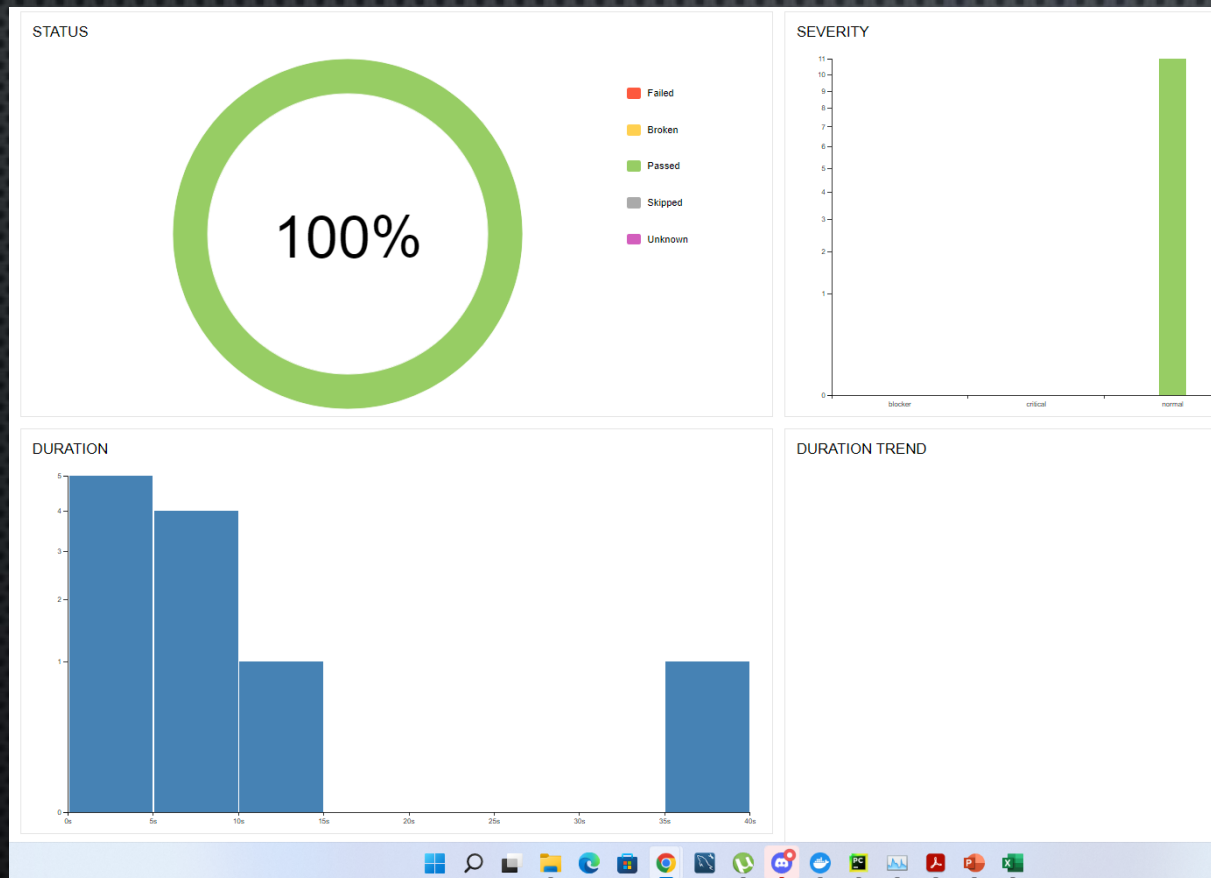 STATUS
100%
Failed
Broken
Passed
Skipped
Unknown
SEVERITY
11
10
9
8
7
6
5
4
3
2
1
0
blocker
critical
normal
DURATION
5
4
3
2
1
0
0s
5s
10s
15s
20s
25s
30s
35s
40s
DURATION TREND
PC